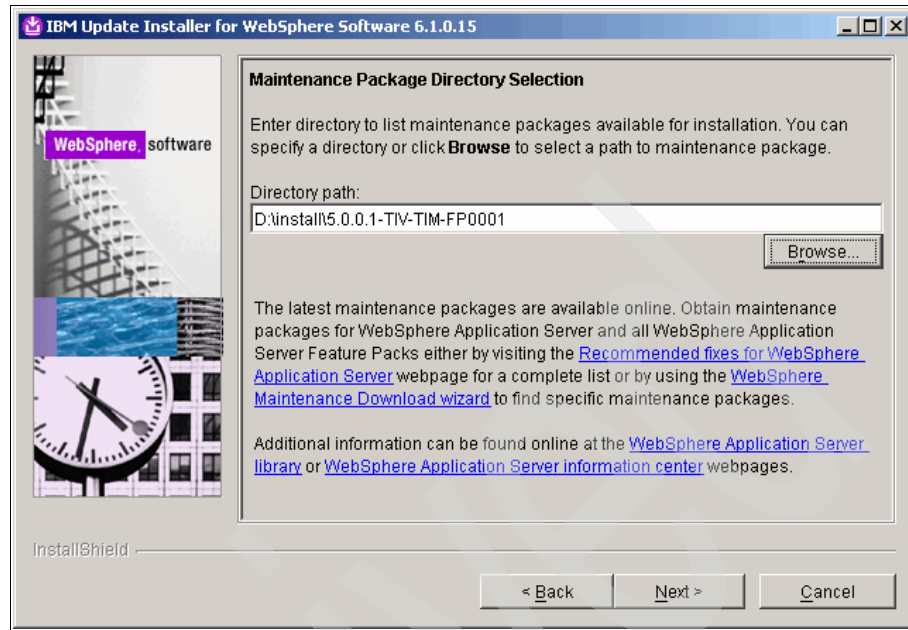 IBM Update Installer for WebSphere Software 6.1.0.15
WebSphere. software
Maintenance Package Directory Selection
Enter directory to list maintenance packages available for installation. You can
specify a directory or click Browse to select a path to maintenance package.
Directory path:
D:\install\5.0.0.1-TIV-TIM-FP0001
Browse...
The latest maintenance packages are available online. Obtain maintenance
packages for WebSphere Application Server and all WebSphere Application
Server Feature Packs either by visiting the Recommended fixes for WebSphere
Application Server webpage for a complete list or by using the WebSphere
Maintenance Download wizard to find specific maintenance packages.
Additional information can be found online at the WebSphere Application Server
library or WebSphere Application Server information center webpages.
InstallShield
< Back
Next >
Cancel